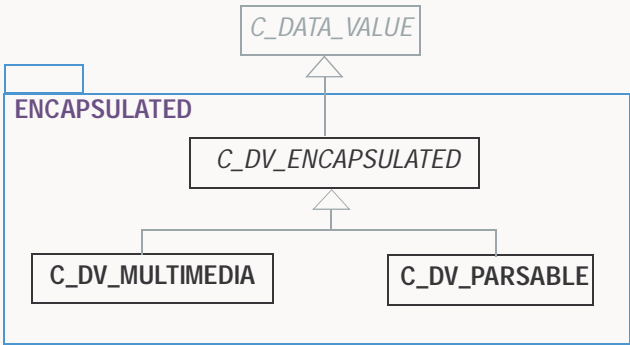 C_DATA_VALUE
ENCAPSULATED
C_DV_ENCAPSULATED
C_DV_MULTIMEDIA
C_DV_PARSABLE